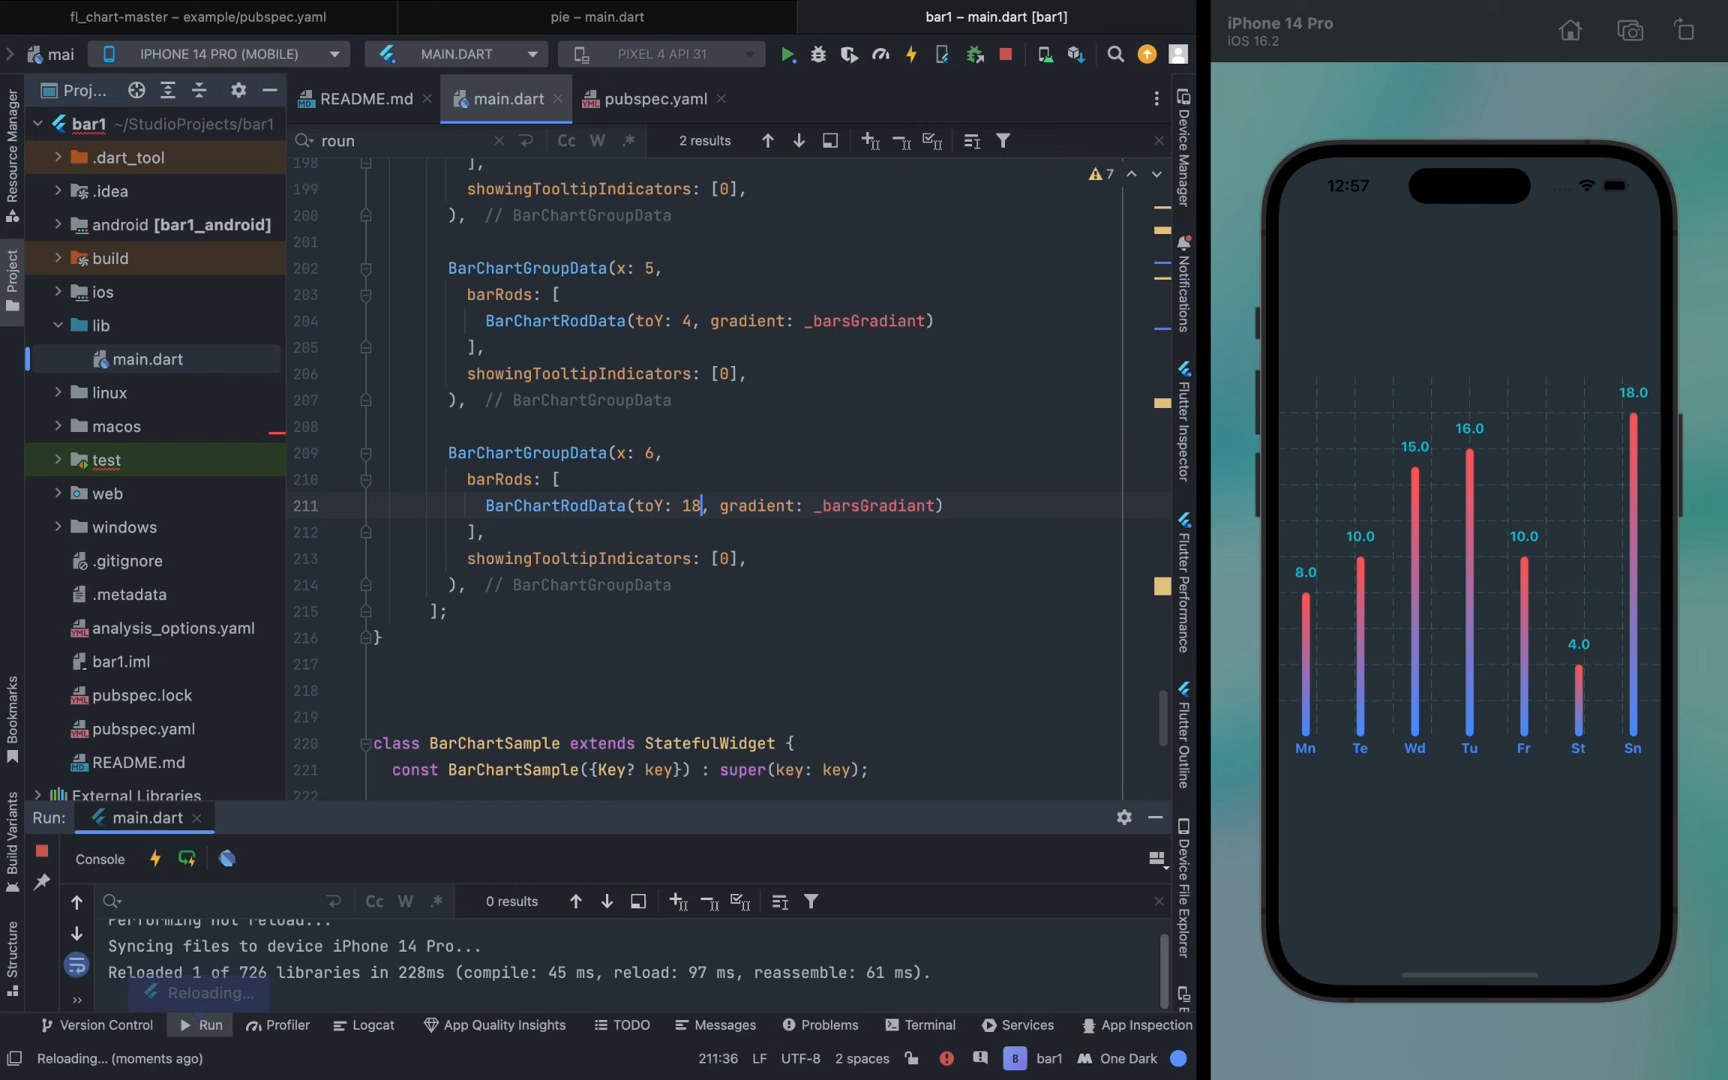 fl_chart-master – example/pubspec.yaml
pie – main.dart
bar1 – main.dart [bar1]
mai
IPHONE 14 PRO (MOBILE)
MAIN.DART
PIXEL 4 API 31
Proj...
README.md
main.dart
pubspec.yaml
roun
Cc
W
.*
2 results
7
Resource Manager
Project
Bookmarks
Build Variants
Structure
bar1 ~/StudioProjects/bar1
.dart_tool
.idea
android [bar1_android]
build
ios
lib
main.dart
linux
macos
test
web
windows
.gitignore
.metadata
analysis_options.yaml
bar1.iml
pubspec.lock
pubspec.yaml
README.md
External Libraries
198 ],
199 showingTooltipIndicators: [0],
200 ), // BarChartGroupData
201
202 BarChartGroupData(x: 5,
203 barRods: [
204 BarChartRodData(toY: 4, gradient: _barsGradiant)
205 ],
206 showingTooltipIndicators: [0],
207 ), // BarChartGroupData
208
209 BarChartGroupData(x: 6,
210 barRods: [
211 BarChartRodData(toY: 18, gradient: _barsGradiant)
212 ],
213 showingTooltipIndicators: [0],
214 ), // BarChartGroupData
215 ];
216 }
217
218
219
220 class BarChartSample extends StatefulWidget {
221 const BarChartSample({Key? key}) : super(key: key);
222
Device Manager
Notifications
Flutter Inspector
Flutter Performance
Flutter Outline
Device File Explorer
Run:
main.dart
Console
Cc
W
.*
0 results
Performing hot reload...
Syncing files to device iPhone 14 Pro...
Reloaded 1 of 726 libraries in 228ms (compile: 45 ms, reload: 97 ms, reassemble: 61 ms).
Reloading...
Version Control
Run
Profiler
Logcat
App Quality Insights
TODO
Messages
Problems
Terminal
Services
App Inspection
Reloading... (moments ago)
211:36
LF
UTF-8
2 spaces
B
bar1
One Dark
iPhone 14 Pro
iOS 16.2
12:57
18.0
16.0
15.0
10.0
10.0
8.0
4.0
Mn
Te
Wd
Tu
Fr
St
Sn